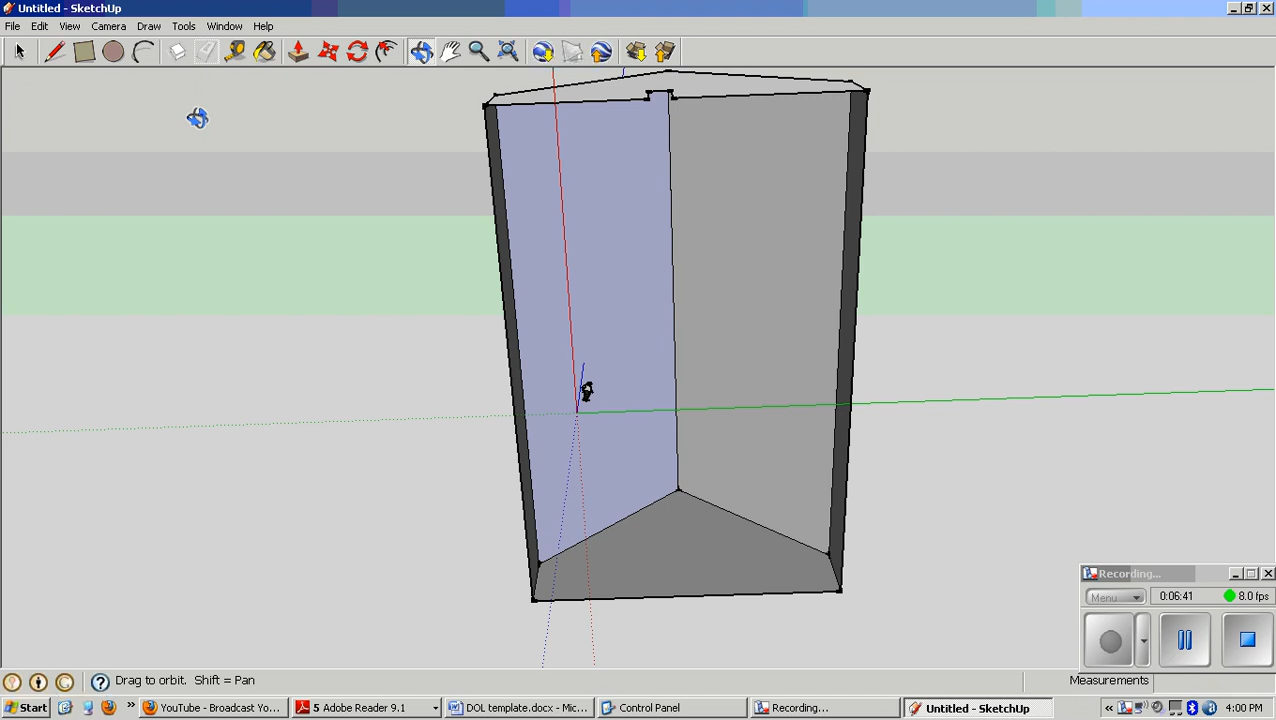 Untitled - SketchUp
File Edit View Camera Draw Tools Window Help
Recording...
Menu 0:06:41 8.0 fps
Drag to orbit. Shift = Pan Measurements
Start » YouTube - Broadcast Yo... 5 Adobe Reader 9.1 DOL template.docx - Mic... Control Panel Recording... Untitled - SketchUp « 4:00 PM